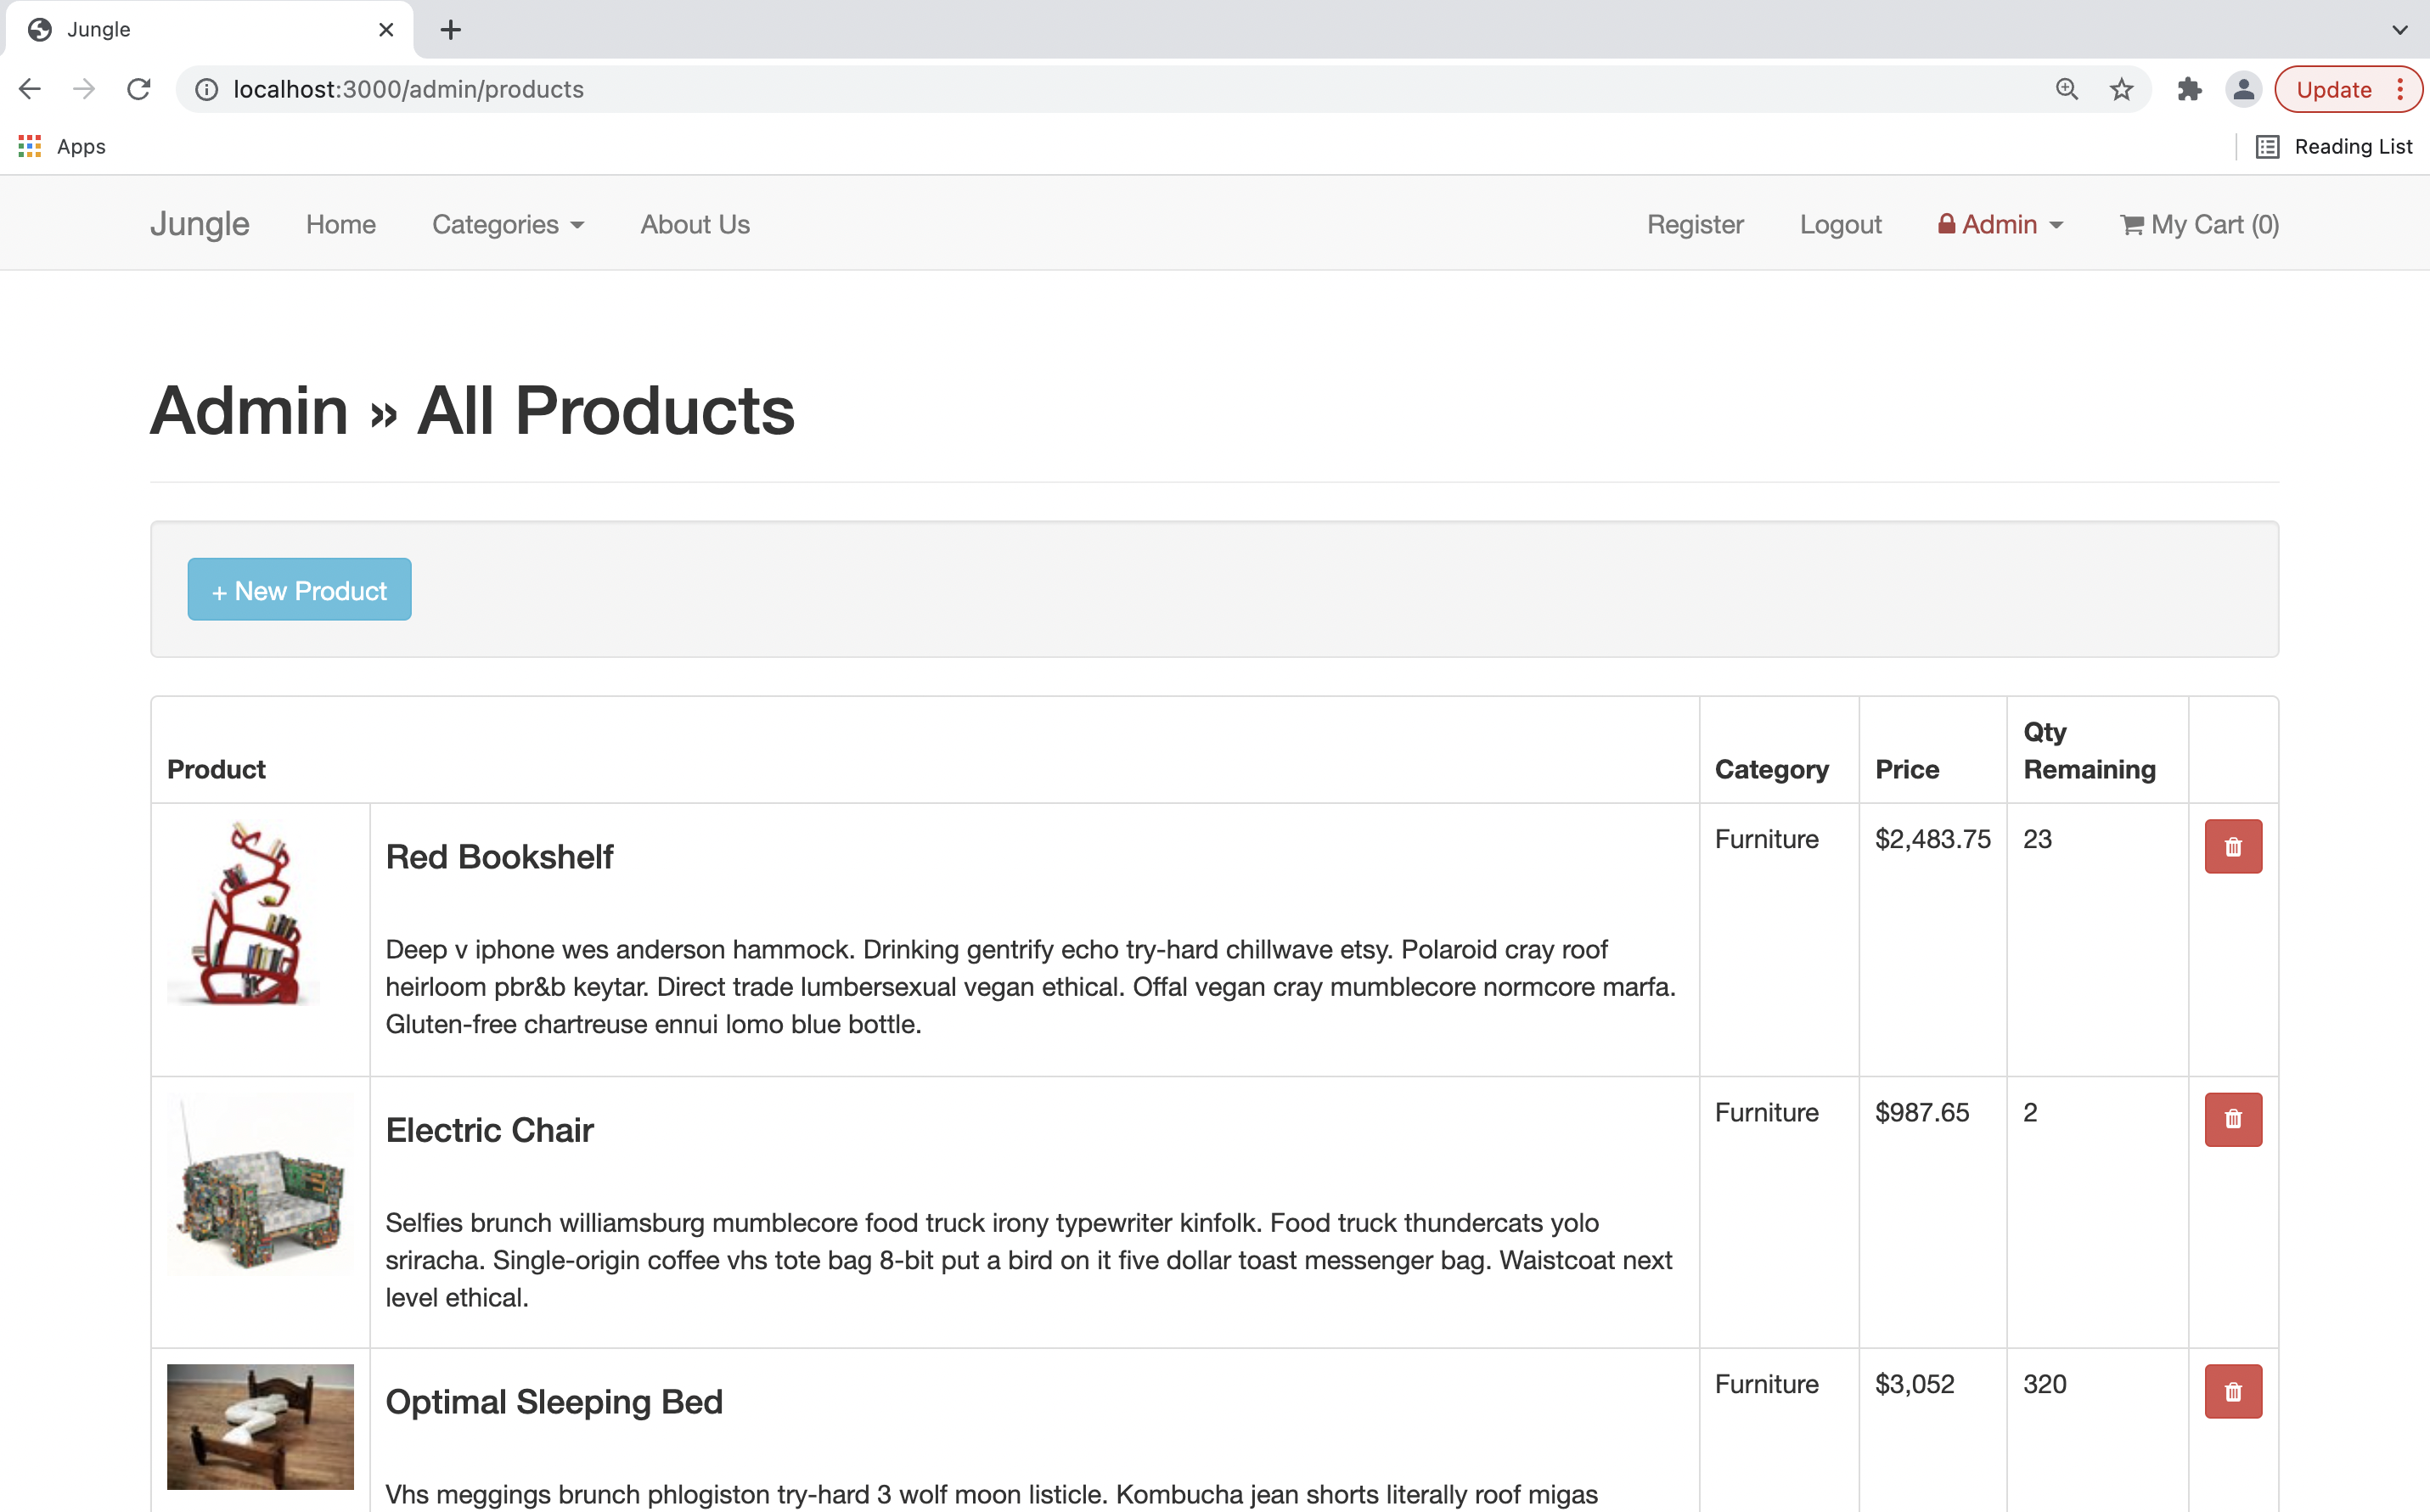 Jungle
localhost:3000/admin/products
Update
Apps
Reading List
Jungle Home Categories About Us Register Logout Admin My Cart (0)
Admin » All Products
+ New Product
Product Category Price Qty Remaining
Red Bookshelf
Furniture $2,483.75 23
Deep v iphone wes anderson hammock. Drinking gentrify echo try-hard chillwave etsy. Polaroid cray roof
heirloom pbr&b keytar. Direct trade lumbersexual vegan ethical. Offal vegan cray mumblecore normcore marfa.
Gluten-free chartreuse ennui lomo blue bottle.
Electric Chair
Furniture $987.65 2
Selfies brunch williamsburg mumblecore food truck irony typewriter kinfolk. Food truck thundercats yolo
sriracha. Single-origin coffee vhs tote bag 8-bit put a bird on it five dollar toast messenger bag. Waistcoat next
level ethical.
Optimal Sleeping Bed
Furniture $3,052 320
Vhs meggings brunch phlogiston try-hard 3 wolf moon listicle. Kombucha jean shorts literally roof migas